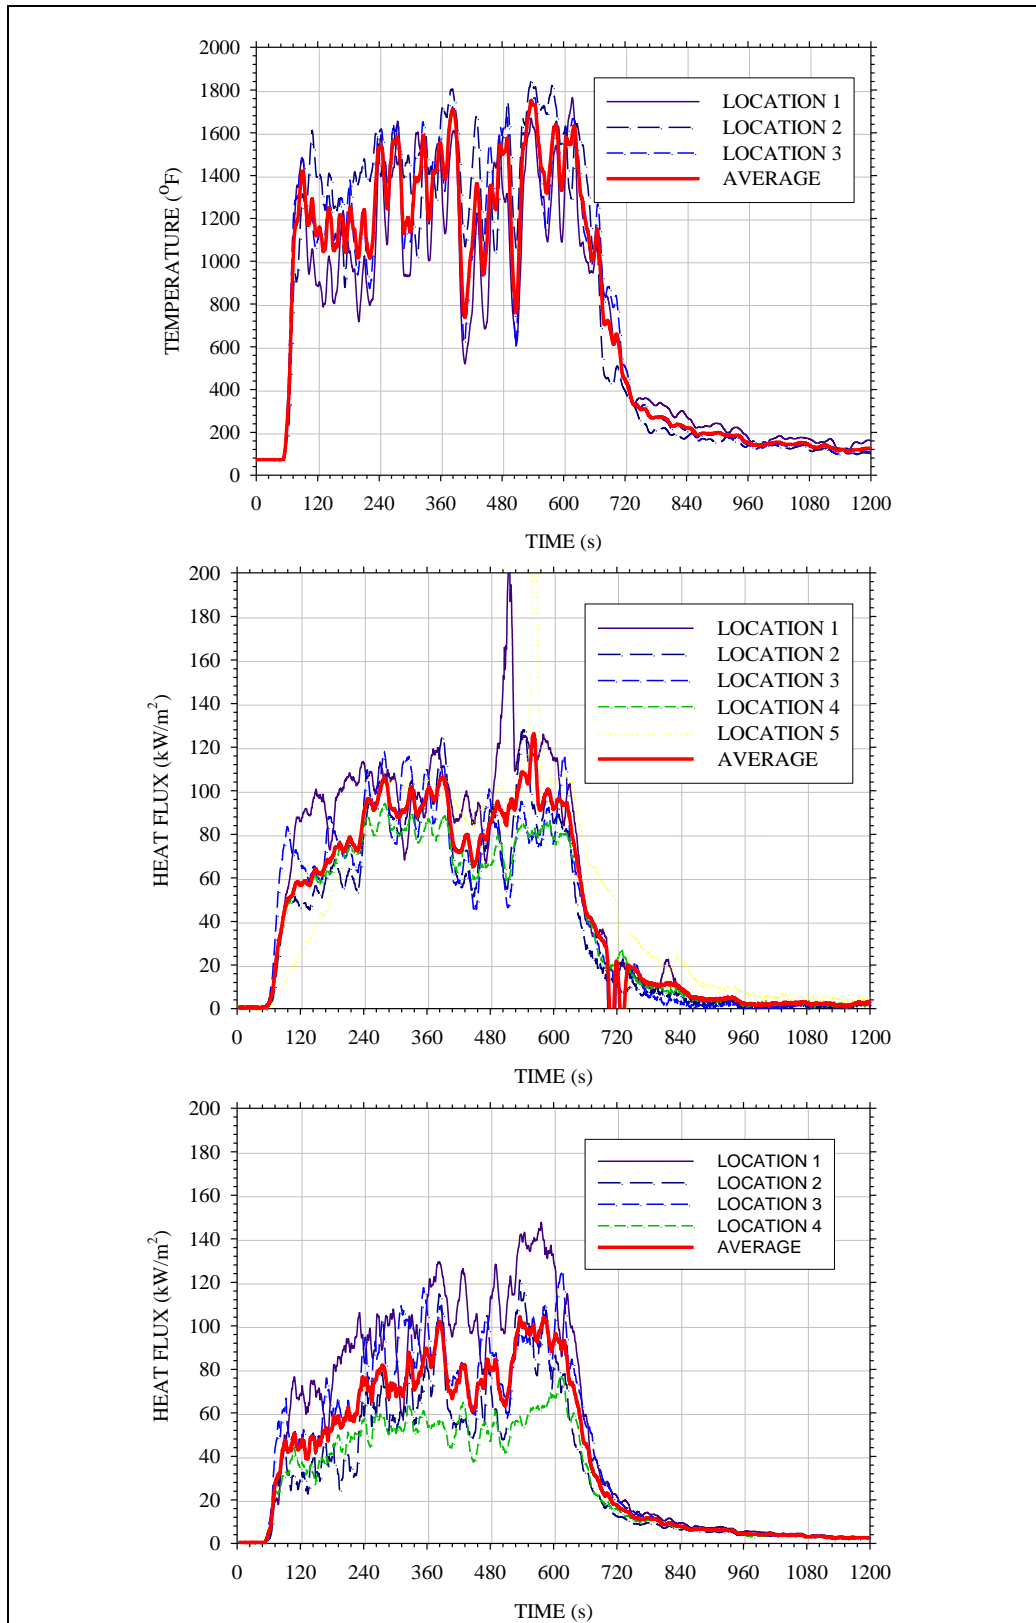 2000
1800
1600
1400
1200
1000
800
600
400
200
0
TEMPERATURE (°F)
LOCATION 1
LOCATION 2
LOCATION 3
AVERAGE
0 120 240 360 480 600 720 840 960 1080 1200
TIME (s)
200
180
160
140
120
100
80
60
40
20
0
HEAT FLUX (kW/m²)
LOCATION 1
LOCATION 2
LOCATION 3
LOCATION 4
LOCATION 5
AVERAGE
0 120 240 360 480 600 720 840 960 1080 1200
TIME (s)
200
180
160
140
120
100
80
60
40
20
0
HEAT FLUX (kW/m²)
LOCATION 1
LOCATION 2
LOCATION 3
LOCATION 4
AVERAGE
0 120 240 360 480 600 720 840 960 1080 1200
TIME (s)